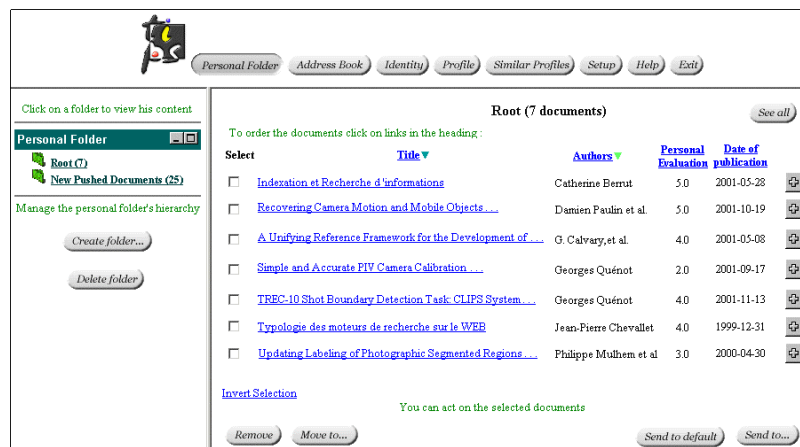 Personal Folder Address Book Identity Profile Similar Profiles Setup Help Exit
Click on a folder to view his content
Personal Folder
Root (7)
New Pushed Documents (25)
Manage the personal folder's hierarchy
Create folder...
Delete folder
Root (7 documents)
See all
To order the documents click on links in the heading :
Select Title Authors Personal Evaluation Date of publication
Indexation et Recherche d'informations Catherine Berrut 5.0 2001-05-28
Recovering Camera Motion and Mobile Objects . . . Damien Paulin et al. 5.0 2001-10-19
A Unifying Reference Framework for the Development of . . . G. Calvary,et al. 4.0 2001-05-08
Simple and Accurate PIV Camera Calibration . . . Georges Quénot 2.0 2001-09-17
TREC-10 Shot Boundary Detection Task: CLIPS System . . . Georges Quénot 4.0 2001-11-13
Typologie des moteurs de recherche sur le WEB Jean-Pierre Chevallet 4.0 1999-12-31
Updating Labeling of Photographic Segmented Regions . . . Philippe Mulhem et al 3.0 2000-04-30
Invert Selection
You can act on the selected documents
Remove Move to... Send to default Send to...